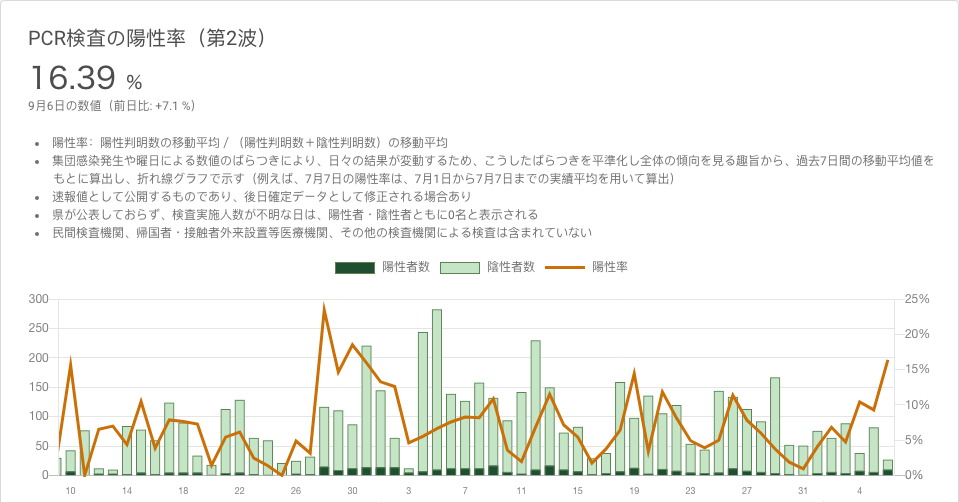 PCR検査の陽性率（第2波）
16.39 %
9月6日の数値（前日比: +7.1 %）
• 陽性率：陽性判明数の移動平均 / （陽性判明数＋陰性判明数）の移動平均
• 集団感染発生や曜日による数値のばらつきにより、日々の結果が変動するため、こうしたばらつきを平準化し全体の傾向を見る趣旨から、過去7日間の移動平均値を
もとに算出し、折れ線グラフで示す（例えば、7月7日の陽性率は、7月1日から7月7日までの実績平均を用いて算出）
• 速報値として公開するものであり、後日確定データとして修正される場合あり
• 県が公表しておらず、検査実施人数が不明な日は、陽性者・陰性者ともに0名と表示される
• 民間検査機関、帰国者・接触者外来設置等医療機関、その他の検査機関による検査は含まれていない
陽性者数 陰性者数 陽性率
300 25%
250 20%
200 15%
150 10%
100 5%
50 0%
0
10 14 18 22 26 30 3 7 11 15 19 23 27 31 4